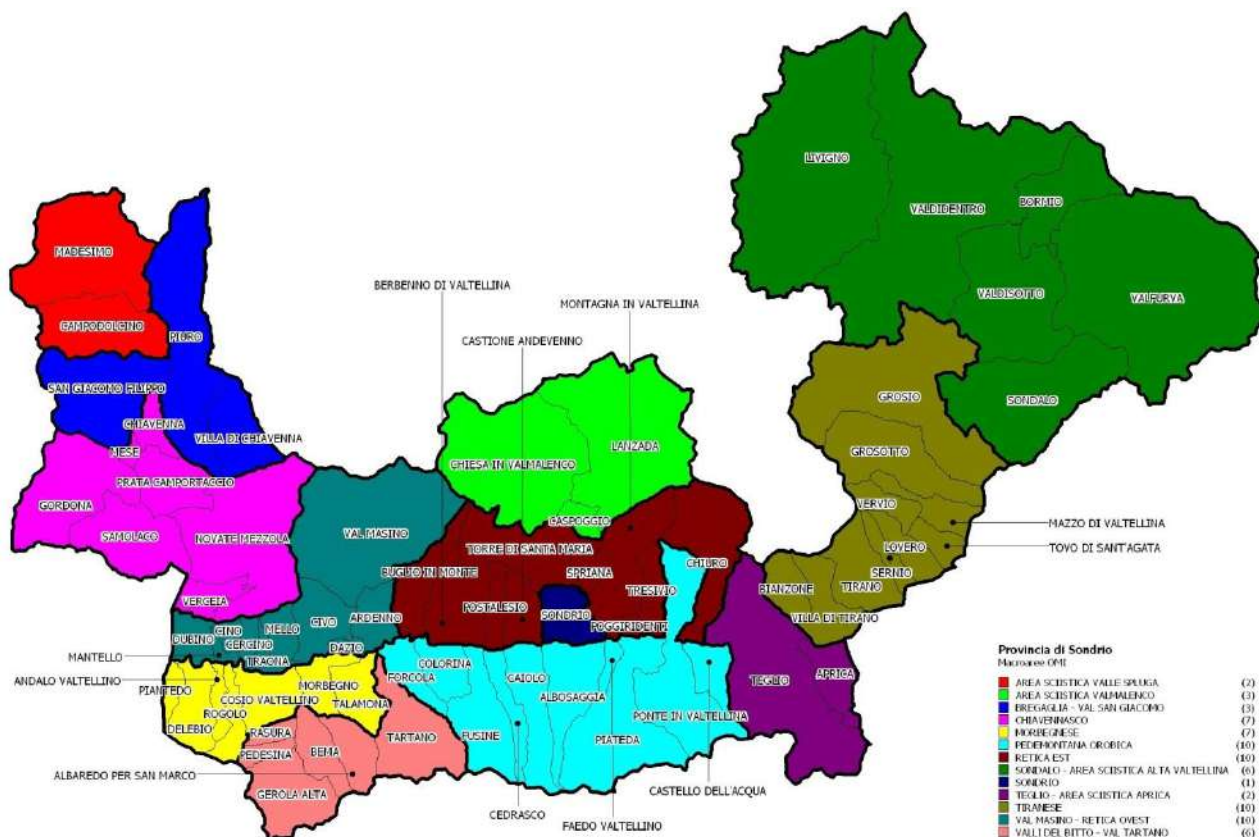 LIVIGNO
VALDIDENTRO
BORMIO
MADESIMO
BERBENNO DI VALTELLINA
MONTAGNA IN VALTELLINA
VALDISOTTO
VALFURVA
CAMPODOLCINO
PIURO
CASTIONE ANDEVENNO
SAN GIACOMO FILIPPO
GROSIO
SONDALO
CHIAVENNA
VILLA DI CHIAVENNA
MESE
LANZADA
GROSOTTO
CHIESA IN VALMALENCO
PRATA CAMPORTACCIO
GORDONA
VERVIO
SAMOLACO
NOVATE MEZZOLA
VAL MASINO
CASPOGGIO
MAZZO DI VALTELLINA
TORRE DI SANTA MARIA
LOVERO
TOVO DI SANT'AGATA
BUGLIO IN MONTE
SPRIANA
CHIURO
SERNIO
TRESIVIO
BIANZONE
TIRANO
VERCEIA
POSTALESIO
SONDRIO
POGGIRIDENTI
VILLA DI TIRANO
DUBINO
CINO
MELLO
CIVO
ARDENNO
CERCINO
DAZIO
TRAONA
MANTELLO
ANDALO VALTELLINO
PIANTEDO
COSIO VALTELLINO
MORBEGNO
FORCOLA
COLORINA
CAIOLO
ALBOSAGGIA
TEGLIO
APRICA
DELEBIO
ROGOLO
TALAMONA
PONTE IN VALTELLINA
RASURA
PEDESINA
BEMA
TARTANO
FUSINE
PIATEDA
ALBAREDO PER SAN MARCO
GEROLA ALTA
CEDRASCO
FAEDO VALTELLINO
CASTELLO DELL'ACQUA
Provincia di Sondrio
Macroaree OMI
AREA SCIISTICA VALLE SPLUGA (2)
AREA SCIISTICA VALMALENCO (3)
BREGAGLIA - VAL SAN GIACOMO (3)
CHIAVENNASCO (7)
MORBEGNESE (7)
PEDEMONTANA OROBICA (10)
RETICA EST (10)
SONDALO - AREA SCIISTICA ALTA VALTELLINA (6)
SONDRIO (1)
TEGLIO - AREA SCIISTICA APRICA (2)
TIRANESE (10)
VAL MASINO - RETICA OVEST (10)
VALLI DEL BITTO - VAL TARTANO (6)